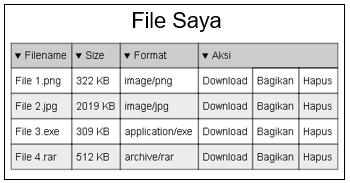 File Saya
▼ Filename ▼ Size ▼ Format ▼ Aksi
File 1.png 322 KB image/png Download Bagikan Hapus
File 2.jpg 2019 KB image/jpg Download Bagikan Hapus
File 3.exe 309 KB application/exe Download Bagikan Hapus
File 4.rar 512 KB archive/rar Download Bagikan Hapus